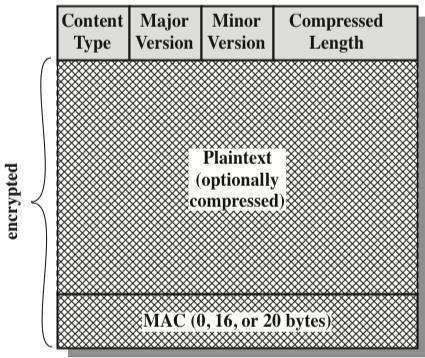 Content Type
Major Version
Minor Version
Compressed Length
encrypted
Plaintext
(optionally
compressed)
MAC (0, 16, or 20 bytes)